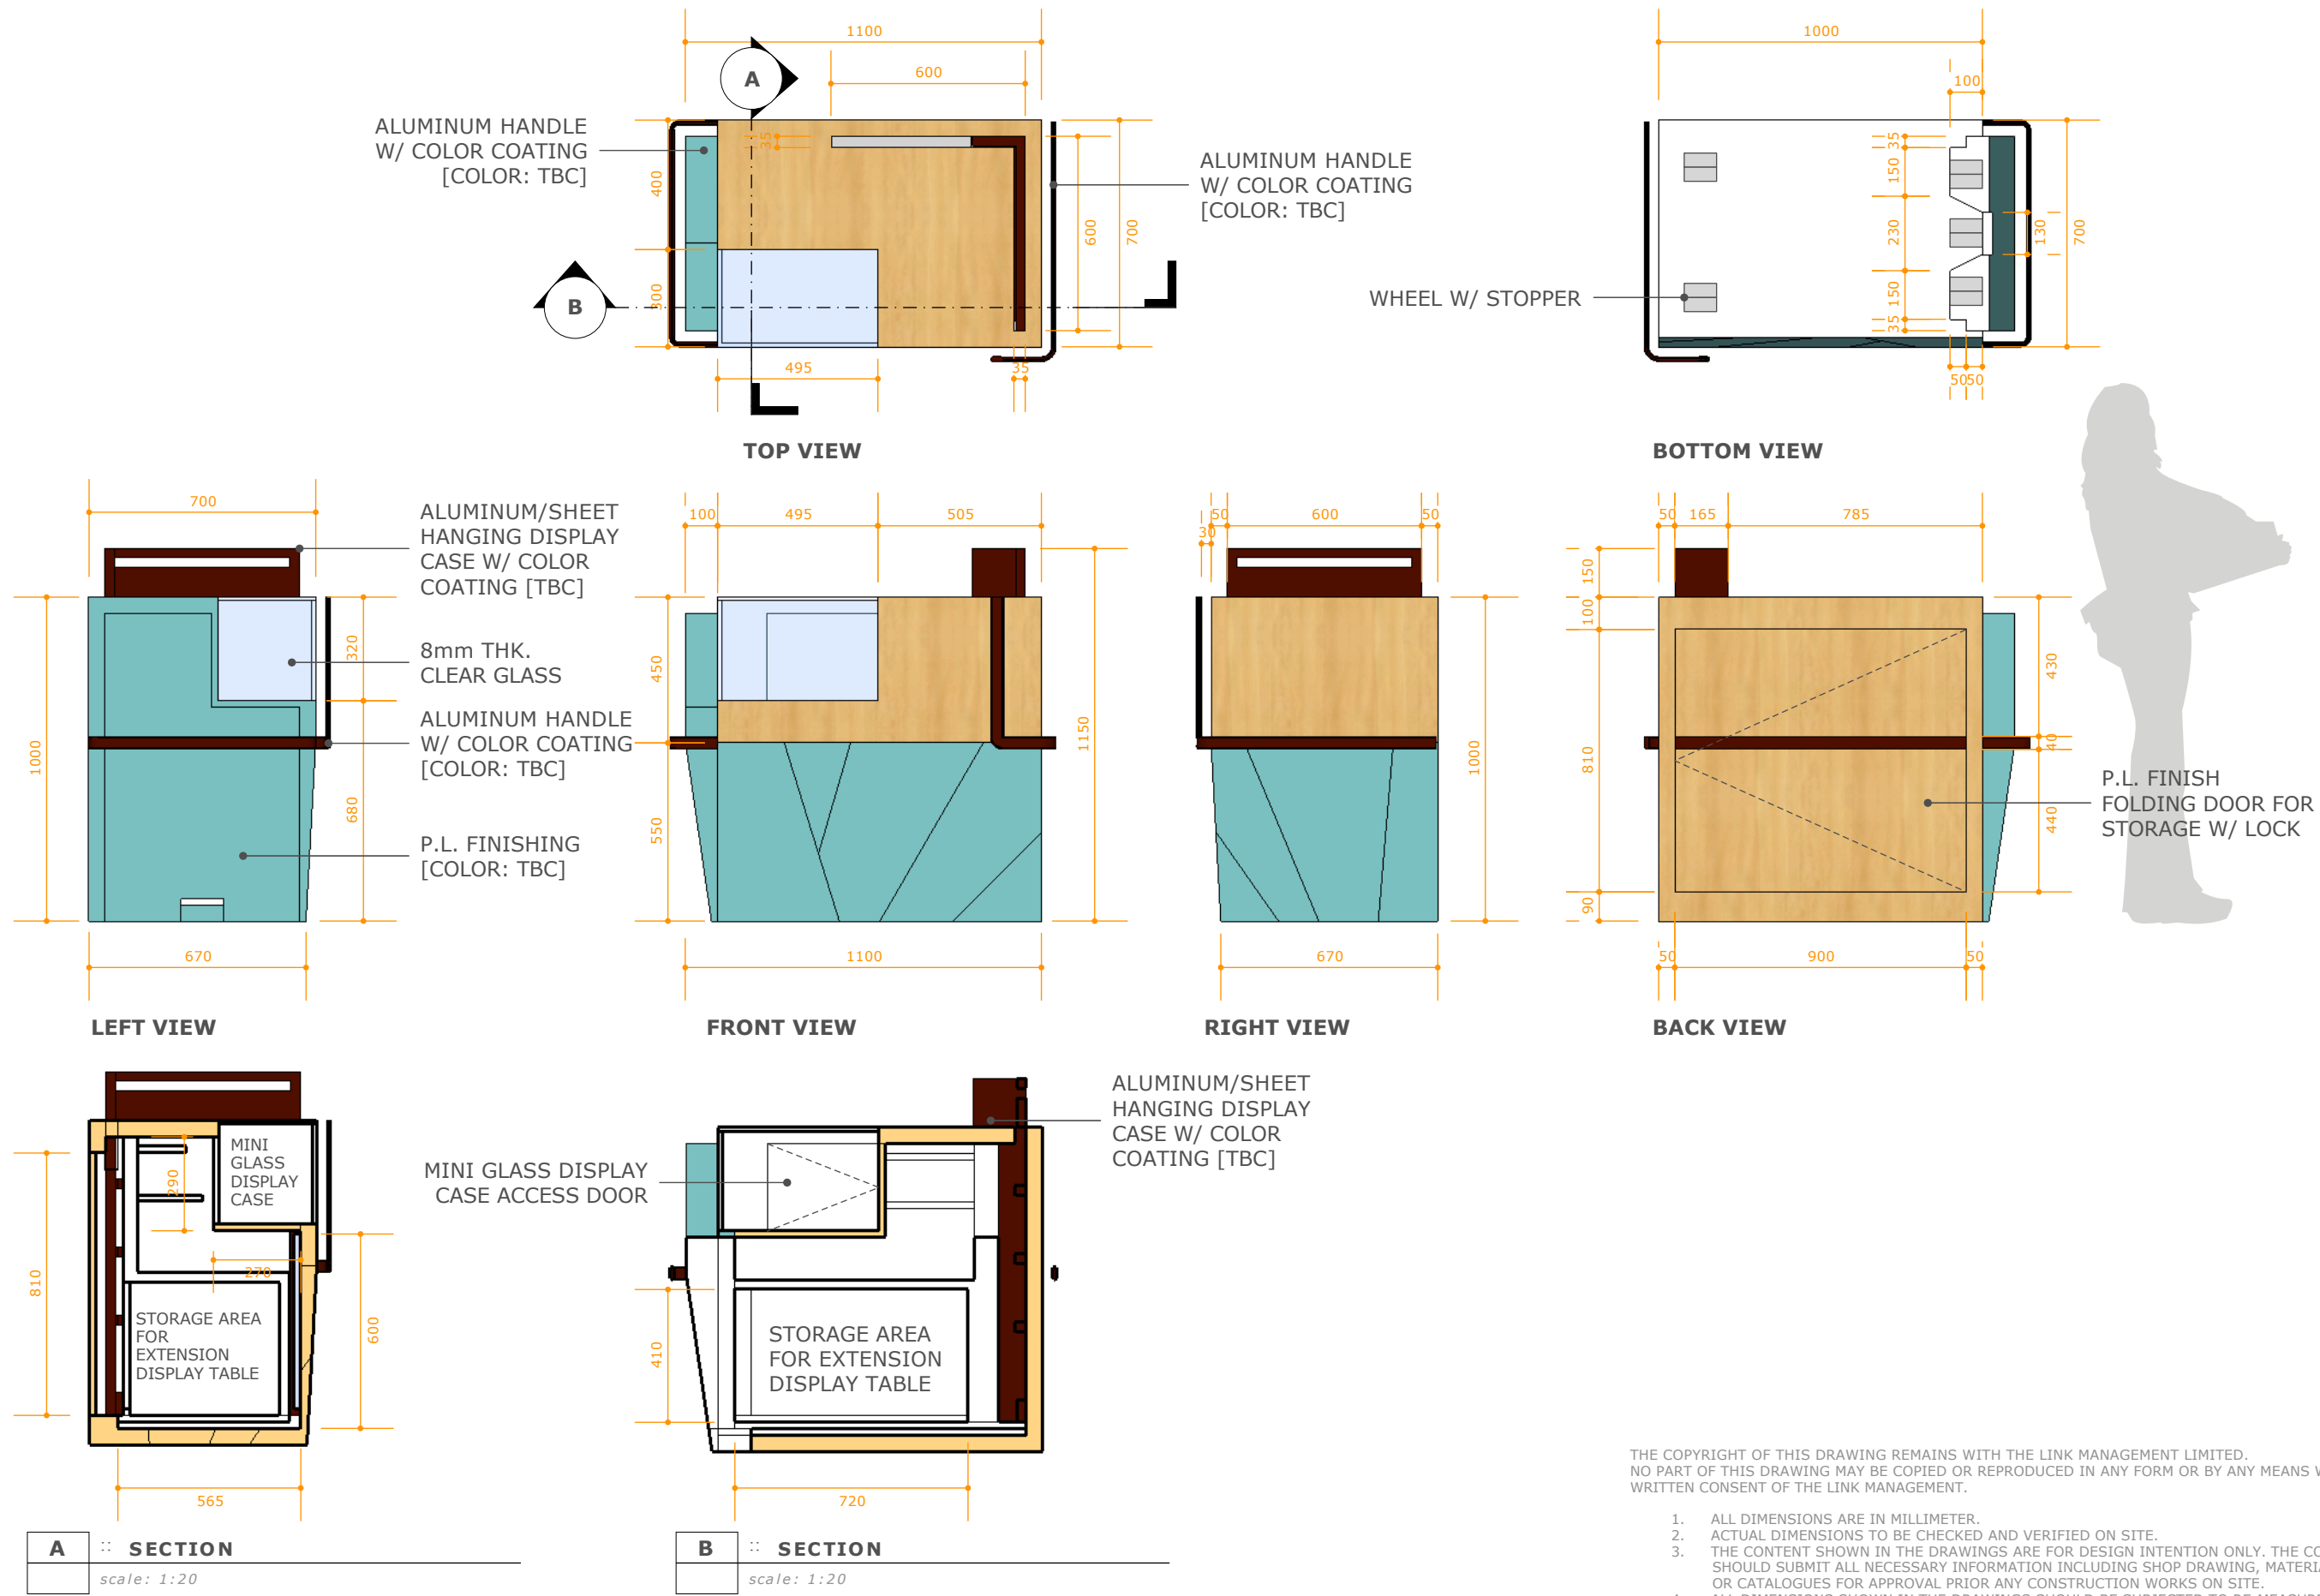 1100
600
A
35
400
300
B
600
700
495
35
ALUMINUM HANDLE
W/ COLOR COATING
[COLOR: TBC]
ALUMINUM HANDLE
W/ COLOR COATING
[COLOR: TBC]
TOP VIEW
1000
100
35
150
230
150
35
130
700
5050
WHEEL W/ STOPPER
BOTTOM VIEW
700
1000
320
680
670
ALUMINUM/SHEET
HANGING DISPLAY
CASE W/ COLOR
COATING [TBC]
8mm THK.
CLEAR GLASS
ALUMINUM HANDLE
W/ COLOR COATING
[COLOR: TBC]
P.L. FINISHING
[COLOR: TBC]
LEFT VIEW
100
495
505
450
550
1150
1100
FRONT VIEW
50
600
50
30
1000
670
RIGHT VIEW
50
165
785
150
100
810
90
430
40
440
50
900
50
P.L. FINISH
FOLDING DOOR FOR
STORAGE W/ LOCK
BACK VIEW
MINI
GLASS
DISPLAY
CASE
290
270
810
600
STORAGE AREA
FOR
EXTENSION
DISPLAY TABLE
565
A :: SECTION
scale: 1:20
ALUMINUM/SHEET
HANGING DISPLAY
CASE W/ COLOR
COATING [TBC]
MINI GLASS DISPLAY
CASE ACCESS DOOR
410
STORAGE AREA
FOR EXTENSION
DISPLAY TABLE
720
B :: SECTION
scale: 1:20
THE COPYRIGHT OF THIS DRAWING REMAINS WITH THE LINK MANAGEMENT LIMITED.
NO PART OF THIS DRAWING MAY BE COPIED OR REPRODUCED IN ANY FORM OR BY ANY MEANS
WRITTEN CONSENT OF THE LINK MANAGEMENT.
1. ALL DIMENSIONS ARE IN MILLIMETER.
2. ACTUAL DIMENSIONS TO BE CHECKED AND VERIFIED ON SITE.
3. THE CONTENT SHOWN IN THE DRAWINGS ARE FOR DESIGN INTENTION ONLY. THE
SHOULD SUBMIT ALL NECESSARY INFORMATION INCLUDING SHOP DRAWING,
OR CATALOGUES FOR APPROVAL PRIOR ANY CONSTRUCTION WORKS ON SITE.